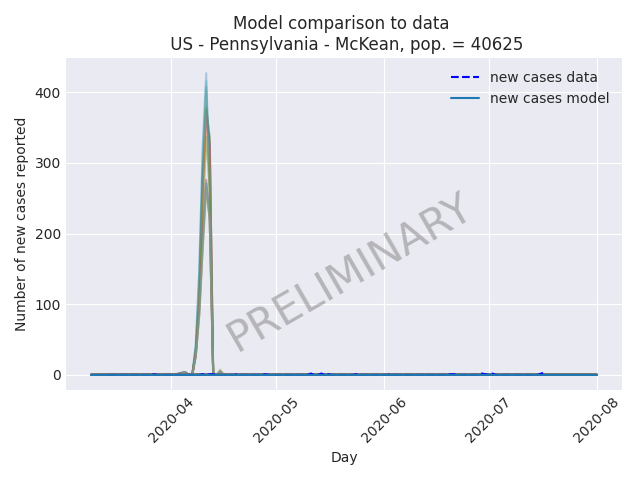 Model comparison to data
US - Pennsylvania - McKean, pop. = 40625
new cases data
new cases model
Number of new cases reported
400
300
200
100
0
PRELIMINARY
2020-04
2020-05
2020-06
2020-07
2020-08
Day